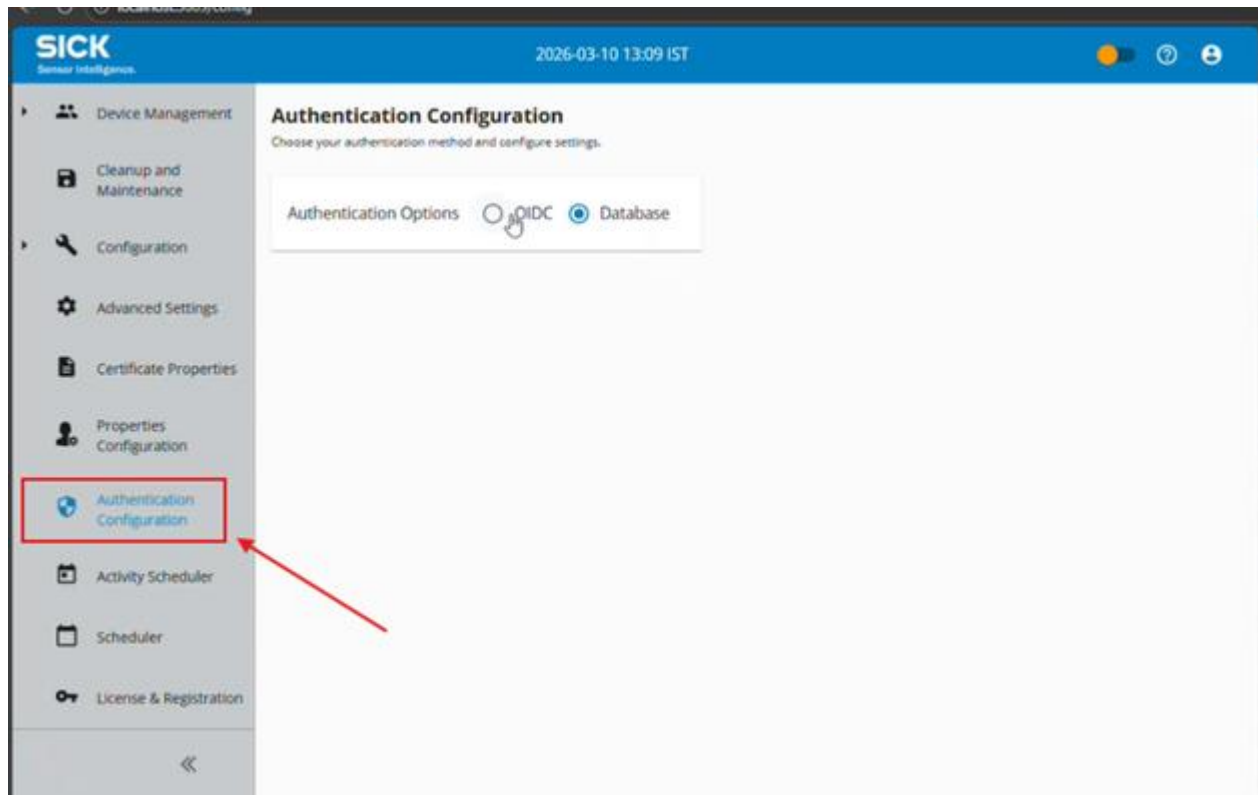 SICK
Sensor Intelligence.
2026-03-10 13:09 IST
Device Management
Cleanup and
Maintenance
Configuration
Advanced Settings
Certificate Properties
Properties
Configuration
Authentication
Configuration
Activity Scheduler
Scheduler
License & Registration
Authentication Configuration
Choose your authentication method and configure settings.
Authentication Options OIDC Database